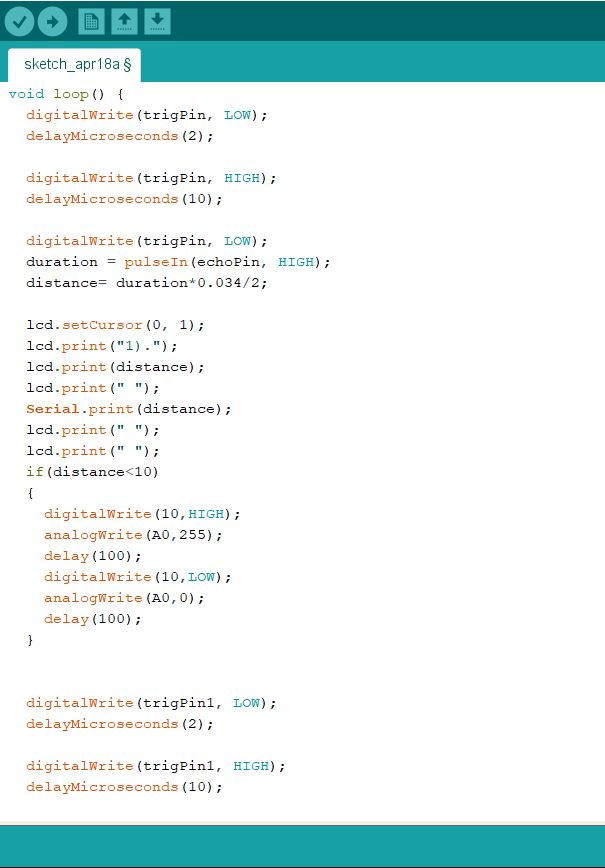 sketch_apr18a §
void loop() {
digitalWrite(trigPin, LOW);
delayMicroseconds(2);
digitalWrite(trigPin, HIGH);
delayMicroseconds(10);
digitalWrite(trigPin, LOW);
duration = pulseIn(echoPin, HIGH);
distance= duration*0.034/2;
lcd.setCursor(0, 1);
lcd.print("1).");
lcd.print(distance);
lcd.print(" ");
Serial.print(distance);
lcd.print(" ");
lcd.print(" ");
if(distance<10)
{
digitalWrite(10,HIGH);
analogWrite(A0,255);
delay(100);
digitalWrite(10,LOW);
analogWrite(A0,0);
delay(100);
}
digitalWrite(trigPin1, LOW);
delayMicroseconds(2);
digitalWrite(trigPin1, HIGH);
delayMicroseconds(10);